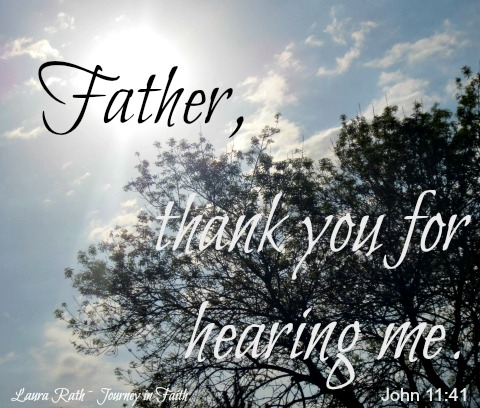 Father,
thank you for
hearing me.
Laura Rath~ Journey in Faith
John 11:41